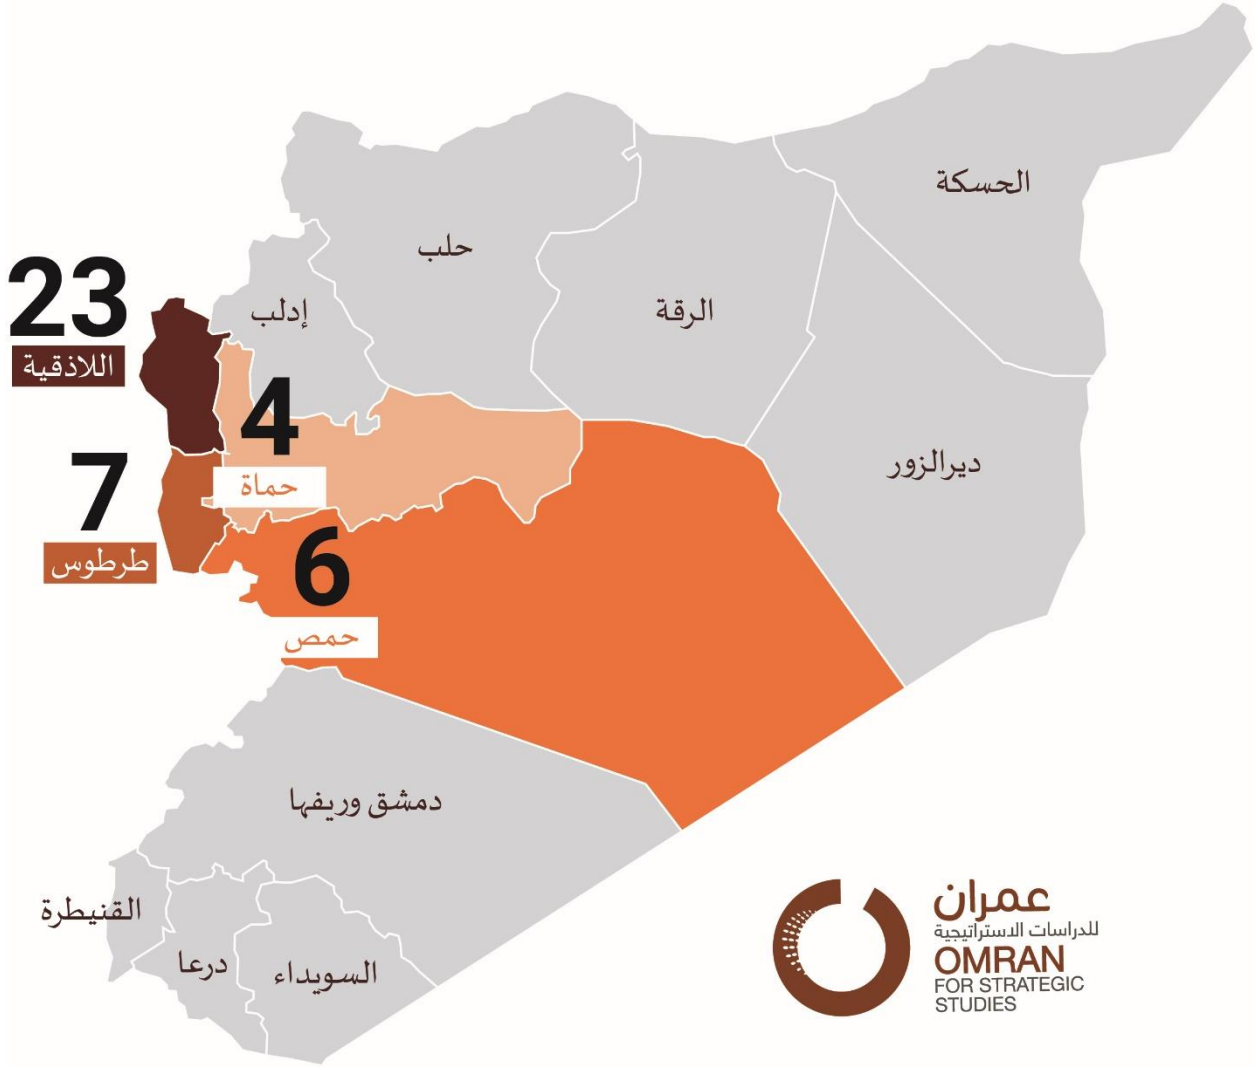 الحسكة
حلب
الرقة
إدلب
23
اللاذقية
4
حماة
ديرالزور
7
طرطوس
6
حمص
دمشق وريفها
القنيطرة
درعا
السويداء
عمران
للدراسات الاستراتيجية
OMRAN
FOR STRATEGIC
STUDIES